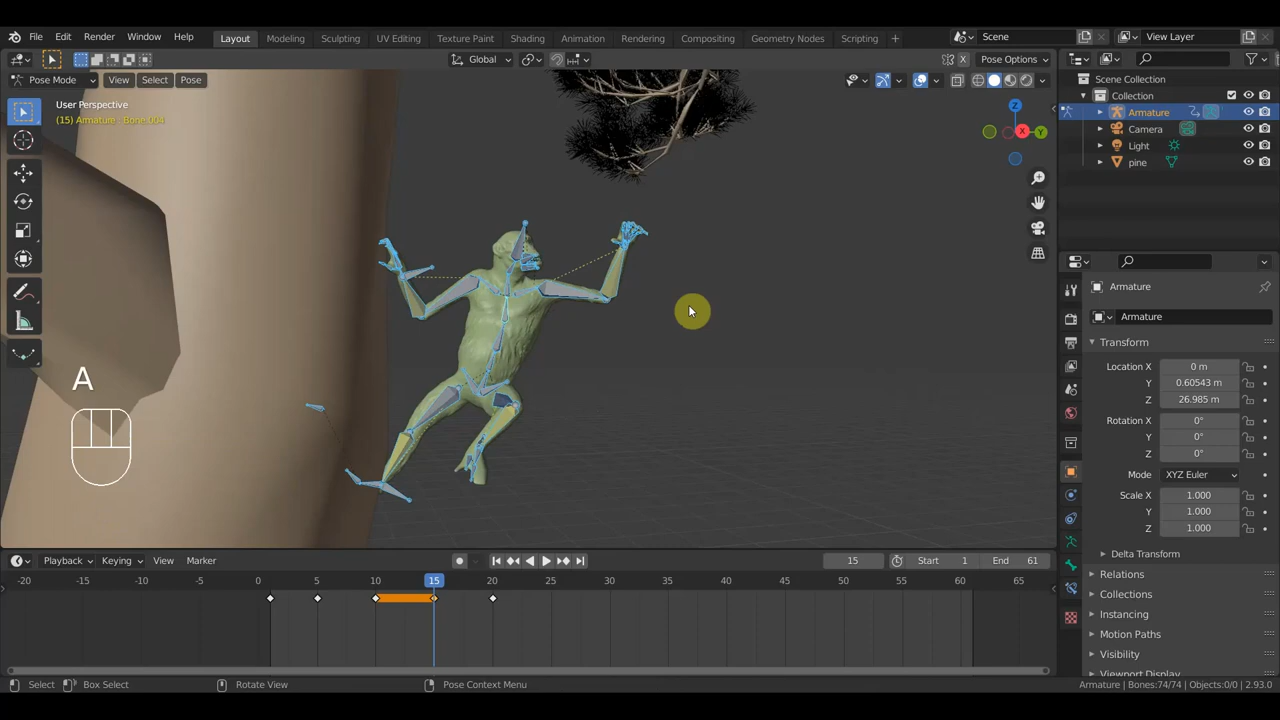 File Edit Render Window Help Layout Modeling Sculpting UV Editing Texture Paint Shading Animation Rendering Compositing Geometry Nodes Scripting + Scene View Layer
Global X Pose Options
Pose Mode View Select Pose
User Perspective
(15) Armature : Bone.004
Scene Collection
Collection
Armature
Camera
Light
pine
Z
X
Y
A
Armature
Armature
Transform
Location X 0 m
Y 0.60543 m
Z 26.985 m
Rotation X 0°
Y 0°
Z 0°
Mode XYZ Euler
Scale X 1.000
Y 1.000
Z 1.000
Delta Transform
Relations
Collections
Instancing
Motion Paths
Visibility
Viewport Display
Playback Keying View Marker 15 Start 1 End 61
-20 -15 -10 -5 0 5 10 15 20 25 30 35 40 45 50 55 60 65
Select Box Select Rotate View Pose Context Menu Armature | Bones:74/74 | Objects:0/0 | 2.93.0